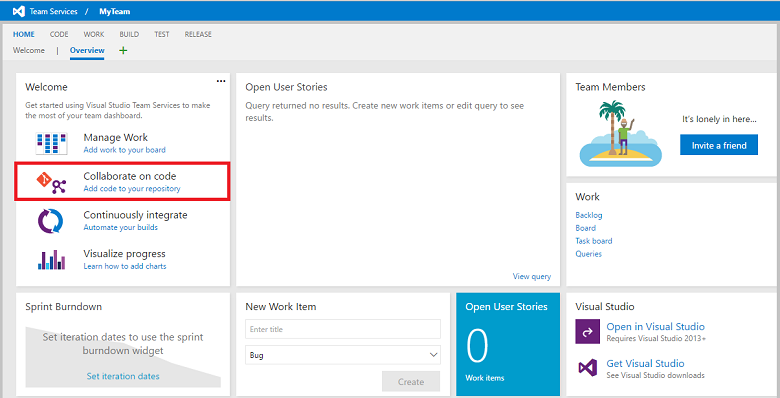 Team Services / MyTeam
HOME CODE WORK BUILD TEST RELEASE
Welcome | Overview +
Welcome ...
Get started using Visual Studio Team Services to make
the most of your team dashboard.
Manage Work
Add work to your board
Collaborate on code
Add code to your repository
Continuously integrate
Automate your builds
Visualize progress
Learn how to add charts
Open User Stories
Query returned no results. Create new work items or edit query to see
results.
View query
Team Members
It's lonely in here...
Invite a friend
Work
Backlog
Board
Task board
Queries
Sprint Burndown
Set iteration dates to use the sprint
burndown widget
Set iteration dates
New Work Item
Enter title
Bug
Create
Open User Stories
0
Work items
Visual Studio
Open in Visual Studio
Requires Visual Studio 2013+
Get Visual Studio
See Visual Studio downloads